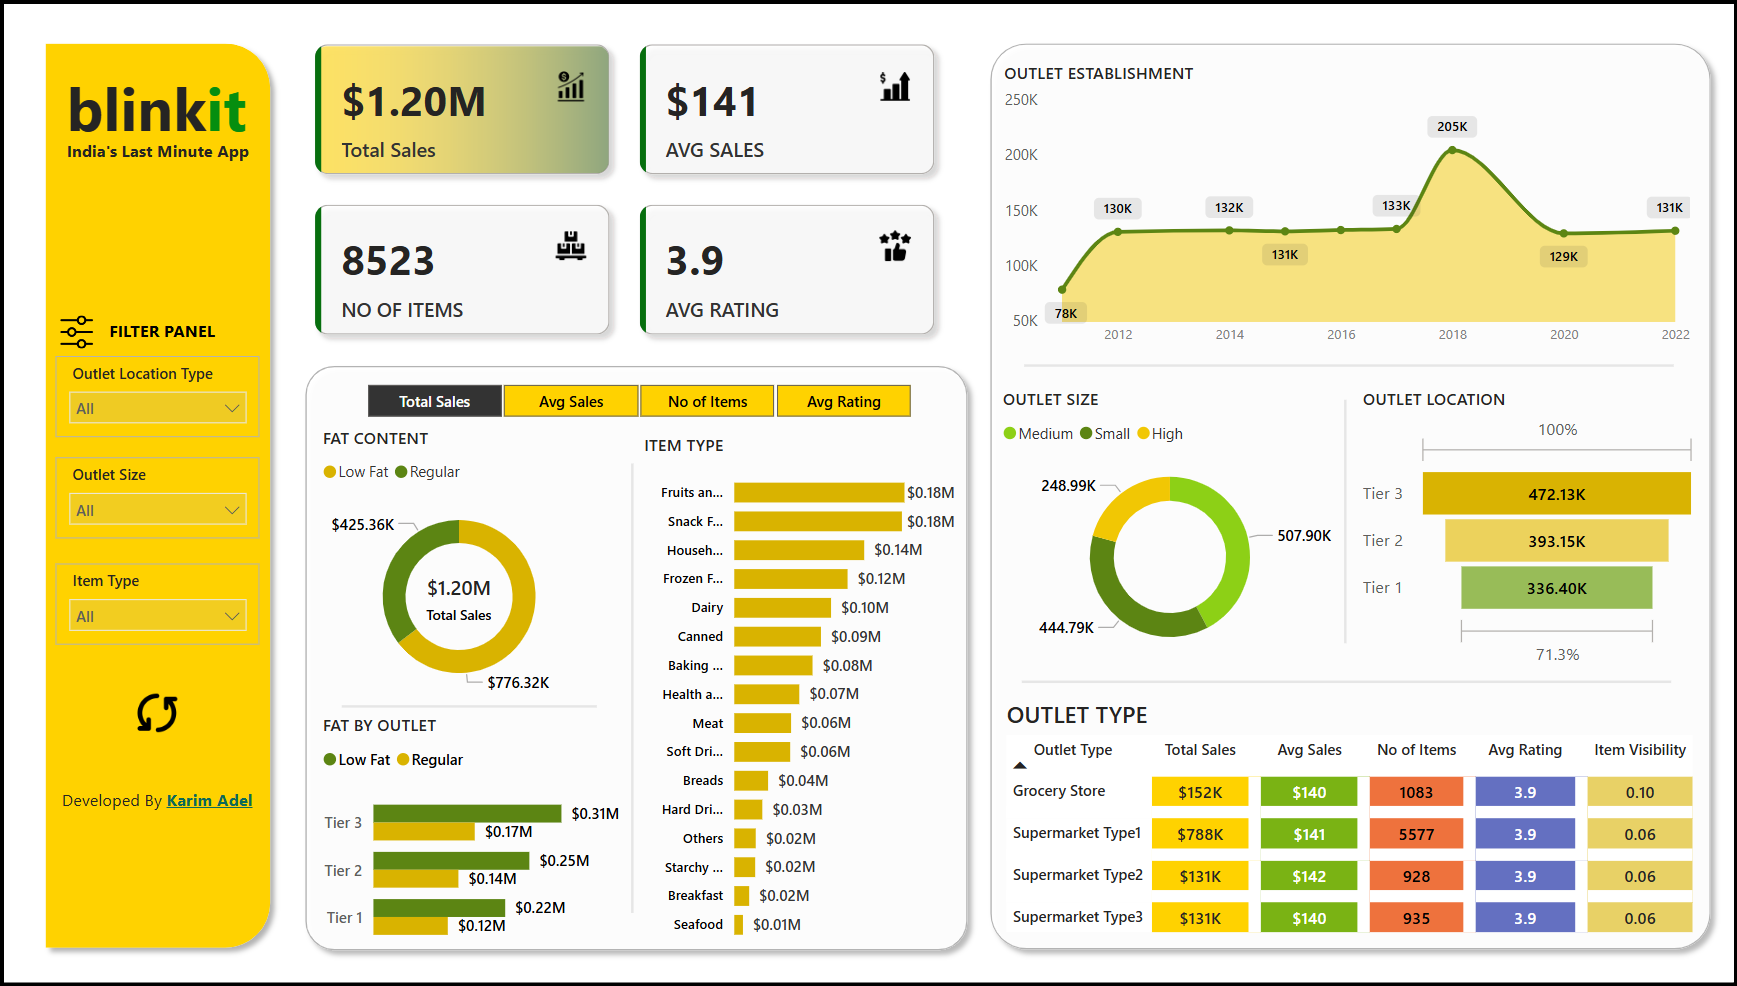 blinkit
India's Last Minute App
FILTER PANEL
Outlet Location Type
All
Outlet Size
All
Item Type
All
Developed By Karim Adel
$1.20M
Total Sales
$141
AVG SALES
8523
NO OF ITEMS
3.9
AVG RATING
Total Sales
Avg Sales
No of Items
Avg Rating
FAT CONTENT
Low Fat
Regular
$425.36K
$1.20M
Total Sales
$776.32K
FAT BY OUTLET
Low Fat
Regular
Tier 3
$0.31M
$0.17M
Tier 2
$0.25M
$0.14M
Tier 1
$0.22M
$0.12M
ITEM TYPE
Fruits an... $0.18M
Snack F... $0.18M
Househ... $0.14M
Frozen F... $0.12M
Dairy $0.10M
Canned $0.09M
Baking ... $0.08M
Health a... $0.07M
Meat $0.06M
Soft Dri... $0.06M
Breads $0.04M
Hard Dri... $0.03M
Others $0.02M
Starchy ... $0.02M
Breakfast $0.02M
Seafood $0.01M
OUTLET ESTABLISHMENT
250K
200K
150K
100K
50K
78K
130K
132K
131K
133K
205K
129K
131K
2012
2014
2016
2018
2020
2022
OUTLET SIZE
Medium
Small
High
248.99K
507.90K
444.79K
OUTLET LOCATION
100%
Tier 3 472.13K
Tier 2 393.15K
Tier 1 336.40K
71.3%
OUTLET TYPE
Outlet Type Total Sales Avg Sales No of Items Avg Rating Item Visibility
Grocery Store $152K $140 1083 3.9 0.10
Supermarket Type1 $788K $141 5577 3.9 0.06
Supermarket Type2 $131K $142 928 3.9 0.06
Supermarket Type3 $131K $140 935 3.9 0.06